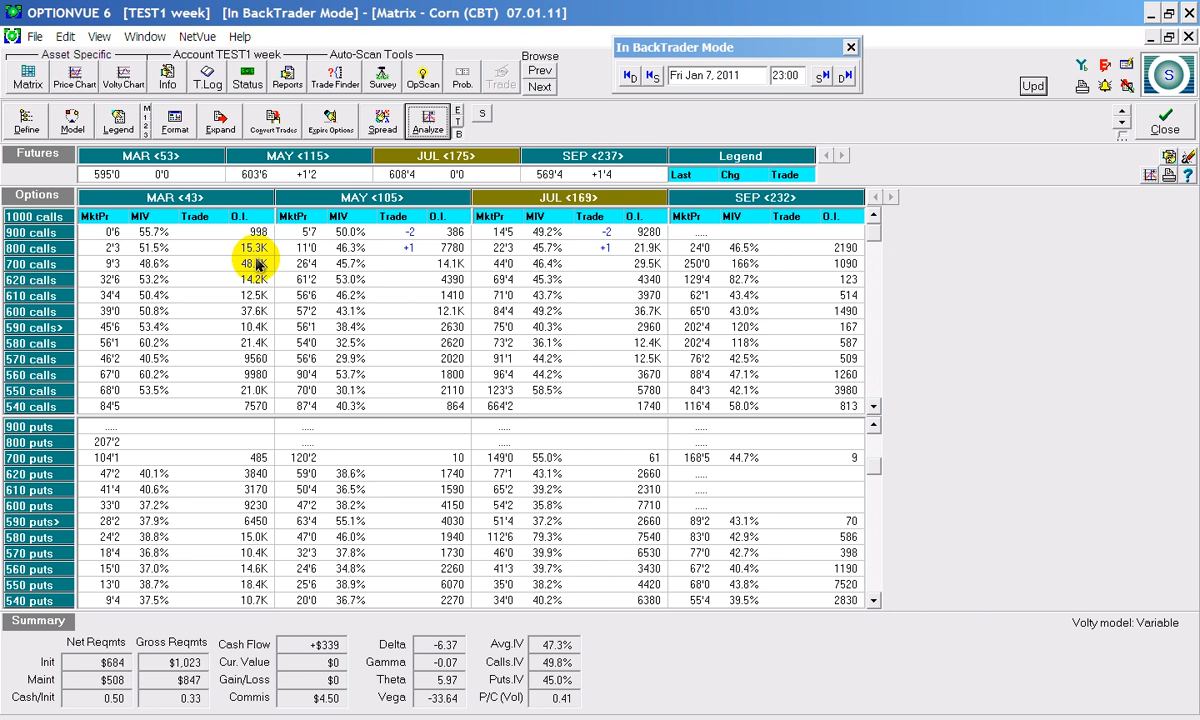 OPTIONVUE 6 [TEST1 week] [In BackTrader Mode] - [Matrix - Corn (CBT) 07.01.11]
File Edit View Window NetVue Help
In BackTrader Mode
Asset Specific Account TEST1 week Auto-Scan Tools Browse
Matrix Price Chart Volty Chart Info T.Log Status Reports Trade Finder Survey OpScan Prob. Trade Prev Next
D S Fri Jan 7, 2011 23:00 S D
Upd
Define Model Legend M 1 2 3 Format Expand Convert Trades Expire Options Spread Analyze E T B S Close
Futures MAR <53> MAY <115> JUL <175> SEP <237> Legend
595'0 0'0 603'6 +1'2 608'4 0'0 569'4 +1'4 Last Chg Trade
Options MAR <43> MAY <105> JUL <169> SEP <232>
1000 calls MktPr MIV Trade O.I. MktPr MIV Trade O.I. MktPr MIV Trade O.I. MktPr MIV Trade O.I.
900 calls 0'6 55.7% 998 5'7 50.0% -2 386 14'5 49.2% -2 9280 .....
800 calls 2'3 51.5% 15.3K 11'0 46.3% +1 7780 22'3 45.7% +1 21.9K 24'0 46.5% 2190
700 calls 9'3 48.6% 26'4 45.7% 14.1K 44'0 46.4% 29.5K 250'0 166% 1090
620 calls 32'6 53.2% 14.2K 61'2 53.0% 4390 69'4 45.3% 4340 129'4 82.7% 123
610 calls 34'4 50.4% 12.5K 56'6 46.2% 1410 71'0 43.7% 3970 62'1 43.4% 514
600 calls 39'0 50.8% 37.6K 57'2 43.1% 12.1K 84'4 49.2% 36.7K 65'0 43.0% 1490
590 calls> 45'6 53.4% 10.4K 56'1 38.4% 2630 75'0 40.3% 2960 202'4 120% 167
580 calls 56'1 60.2% 21.4K 54'0 32.5% 2620 73'2 36.1% 12.4K 202'4 118% 587
570 calls 46'2 40.5% 9560 56'6 29.9% 2020 91'1 44.2% 12.5K 76'2 42.5% 509
560 calls 67'0 60.2% 9980 90'4 53.7% 1800 96'4 44.2% 3670 88'4 47.1% 1260
550 calls 68'0 53.5% 21.0K 70'0 30.1% 2110 123'3 58.5% 5780 84'3 42.1% 3980
540 calls 84'5 7570 87'4 40.3% 864 664'2 1740 116'4 58.0% 813
900 puts ..... ..... ..... .....
800 puts 207'2 ..... ..... .....
700 puts 104'1 485 120'2 10 149'0 55.0% 61 168'5 44.7% 9
620 puts 47'2 40.1% 3840 59'0 38.6% 1740 77'1 43.1% 2660 .....
610 puts 41'4 40.6% 3170 50'4 36.5% 1590 65'2 39.2% 2310 .....
600 puts 33'0 37.2% 9230 47'2 38.2% 4150 54'2 35.8% 7710 .....
590 puts> 28'2 37.9% 6450 63'4 55.1% 4030 51'4 37.2% 2660 89'2 43.1% 70
580 puts 24'2 38.8% 15.0K 47'0 46.0% 1940 112'6 79.3% 7540 83'0 42.9% 586
570 puts 18'4 36.8% 10.4K 32'3 37.8% 1730 46'0 39.9% 6530 77'0 42.7% 398
560 puts 15'0 37.0% 14.6K 24'6 34.8% 2260 41'3 39.7% 3430 67'2 40.4% 1190
550 puts 13'0 38.7% 18.4K 25'6 38.9% 6070 35'0 38.2% 4420 68'0 43.8% 7520
540 puts 9'4 37.5% 10.7K 20'0 36.7% 2270 34'0 40.2% 6380 55'4 39.5% 2830
Summary Volty model: Variable
Net Reqmts Gross Reqmts Cash Flow +$339 Delta -6.37 Avg.IV 47.3%
Init $684 $1,023 Cur. Value $0 Gamma -0.07 Calls.IV 49.8%
Maint $508 $847 Gain/Loss $0 Theta 5.97 Puts.IV 45.0%
Cash/Init 0.50 0.33 Commis $4.50 Vega -33.64 P/C (Vol) 0.41